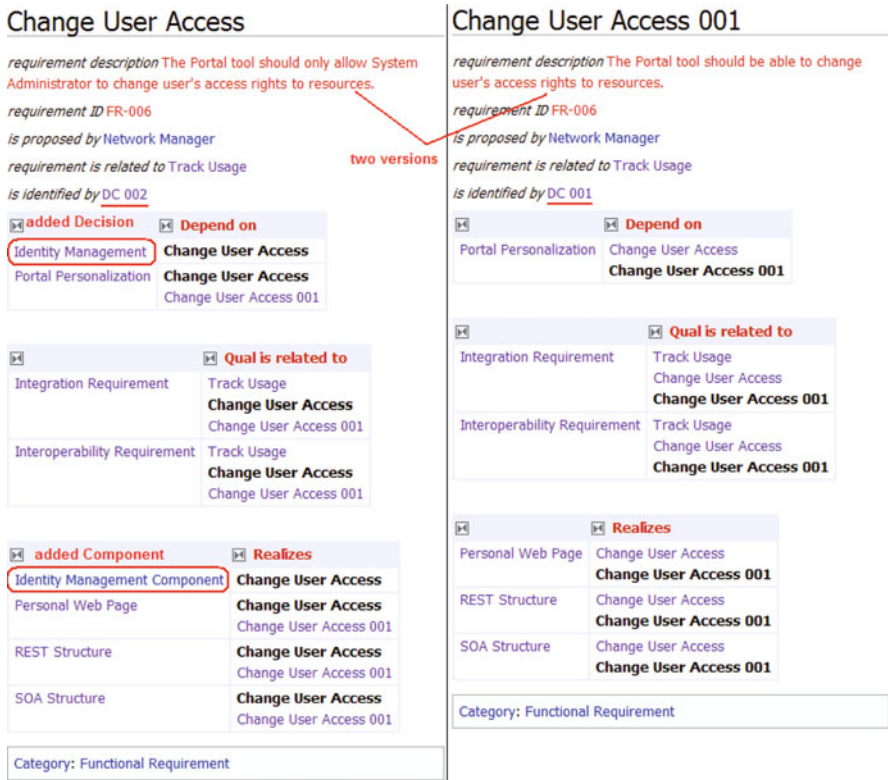 Change User Access
requirement description The Portal tool should only allow System
Administrator to change user's access rights to resources.
requirement ID FR-006
is proposed by Network Manager
requirement is related to Track Usage
is identified by DC 002
added Decision Depend on
Identity Management Change User Access
Portal Personalization Change User Access
Change User Access 001
Qual is related to
Integration Requirement Track Usage
Change User Access
Change User Access 001
Interoperability Requirement Track Usage
Change User Access
Change User Access 001
added Component Realizes
Identity Management Component Change User Access
Personal Web Page Change User Access
Change User Access 001
REST Structure Change User Access
Change User Access 001
SOA Structure Change User Access
Change User Access 001
Category: Functional Requirement
two versions
Change User Access 001
requirement description The Portal tool should be able to change
user's access rights to resources.
requirement ID FR-006
is proposed by Network Manager
requirement is related to Track Usage
is identified by DC 001
Depend on
Portal Personalization Change User Access
Change User Access 001
Qual is related to
Integration Requirement Track Usage
Change User Access
Change User Access 001
Interoperability Requirement Track Usage
Change User Access
Change User Access 001
Realizes
Personal Web Page Change User Access
Change User Access 001
REST Structure Change User Access
Change User Access 001
SOA Structure Change User Access
Change User Access 001
Category: Functional Requirement